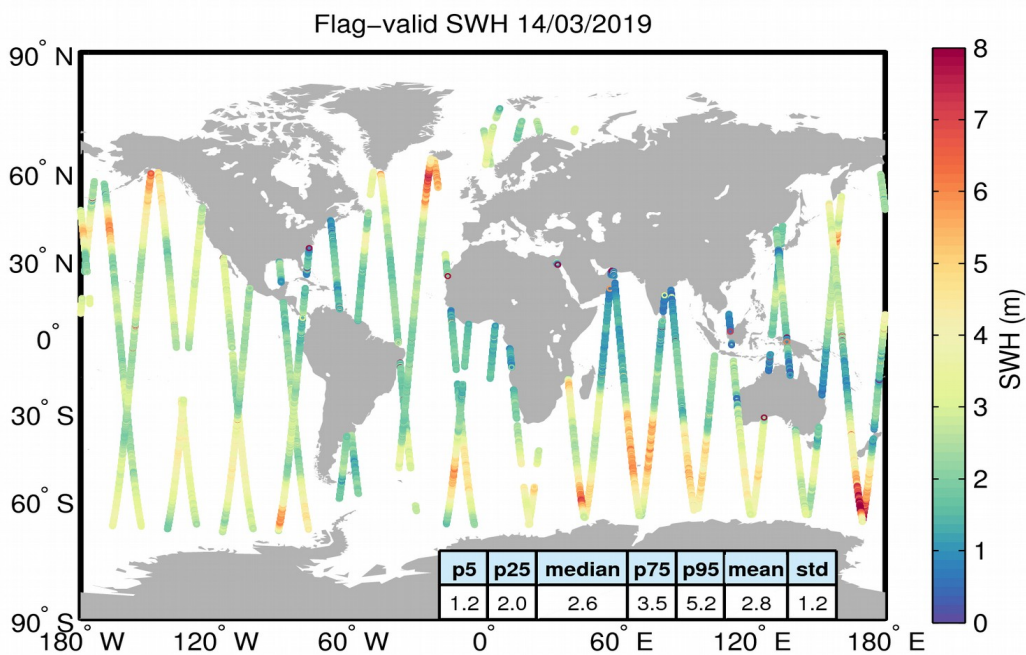 Flag−valid SWH 14/03/2019
90° N
60° N
30° N
0°
30° S
60° S
90° S
180° W
120° W
60° W
0°
60° E
120° E
180° E
8
7
6
5
4
3
2
1
0
SWH (m)
p5 p25 median p75 p95 mean std
1.2 2.0 2.6 3.5 5.2 2.8 1.2